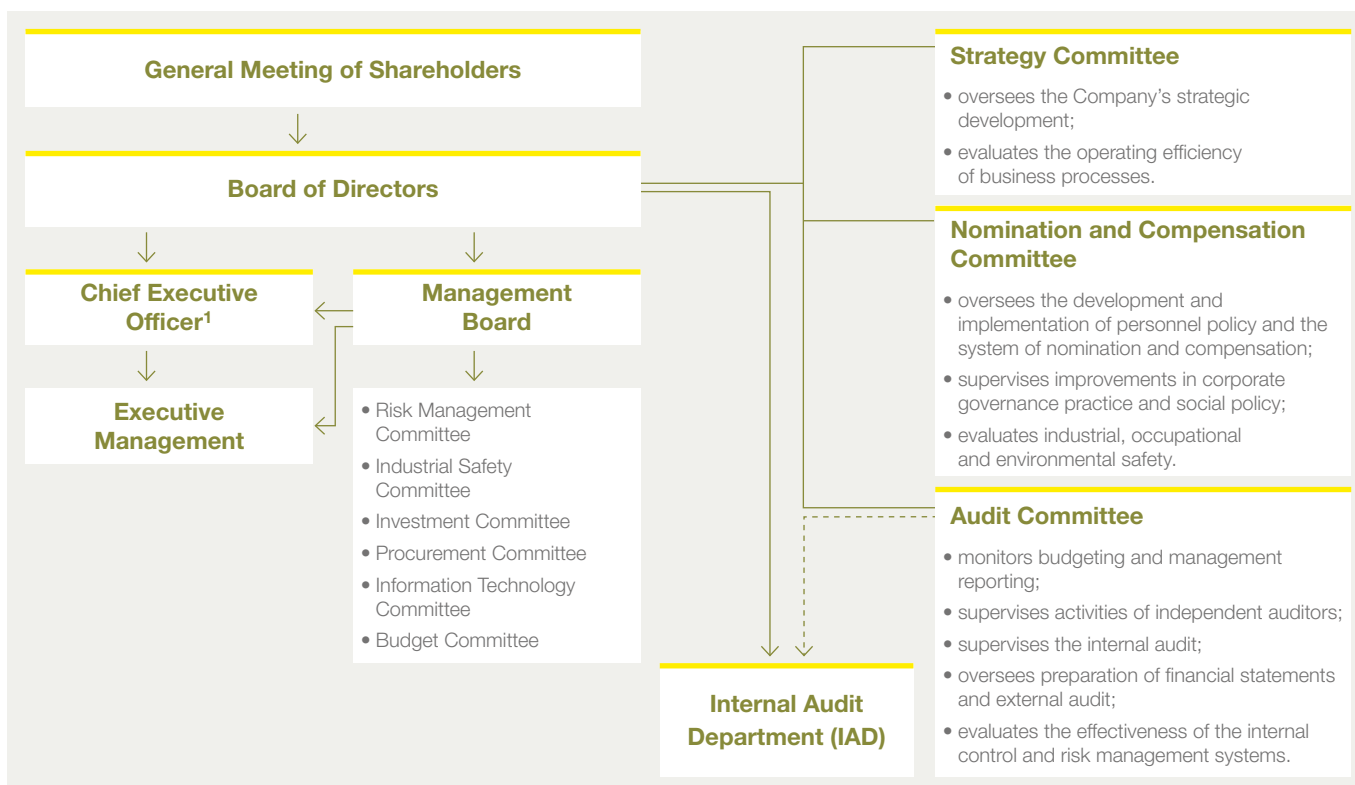 General Meeting of Shareholders
Board of Directors
Chief Executive
Officer¹
Management
Board
Executive
Management
• Risk Management
Committee
• Industrial Safety
Committee
• Investment Committee
• Procurement Committee
• Information Technology
Committee
• Budget Committee
Internal Audit
Department (IAD)
Strategy Committee
• oversees the Company’s strategic
development;
• evaluates the operating efficiency
of business processes.
Nomination and Compensation
Committee
• oversees the development and
implementation of personnel policy and the
system of nomination and compensation;
• supervises improvements in corporate
governance practice and social policy;
• evaluates industrial, occupational
and environmental safety.
Audit Committee
• monitors budgeting and management
reporting;
• supervises activities of independent auditors;
• supervises the internal audit;
• oversees preparation of financial statements
and external audit;
• evaluates the effectiveness of the internal
control and risk management systems.